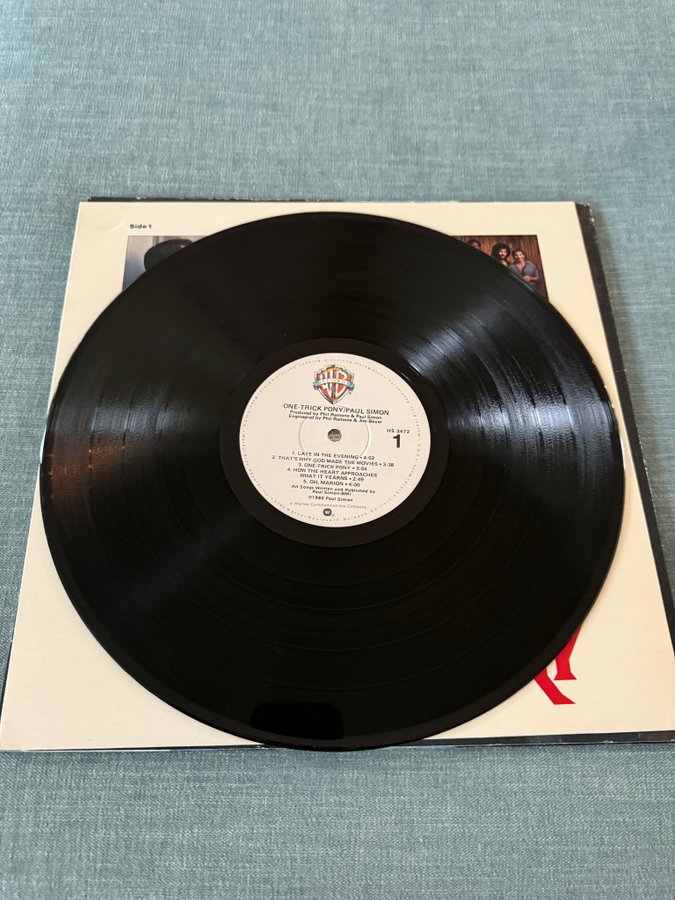 Side 1
ONE-TRICK PONY/PAUL SIMON
Produced by Phil Ramone & Paul Simon
Engineered by Phil Ramone & Jim Boyer
HS 3472
1
1. LATE IN THE EVENING • 4:02
2. THAT'S WHY GOD MADE THE MOVIES • 3:38
3. ONE-TRICK PONY • 3:54
4. HOW THE HEART APPROACHES
WHAT IT YEARNS • 2:49
5. OH, MARION • 4:00
All Songs Written and Published by
Paul Simon-BMI
©1980 Paul Simon
a Warner Communications Company